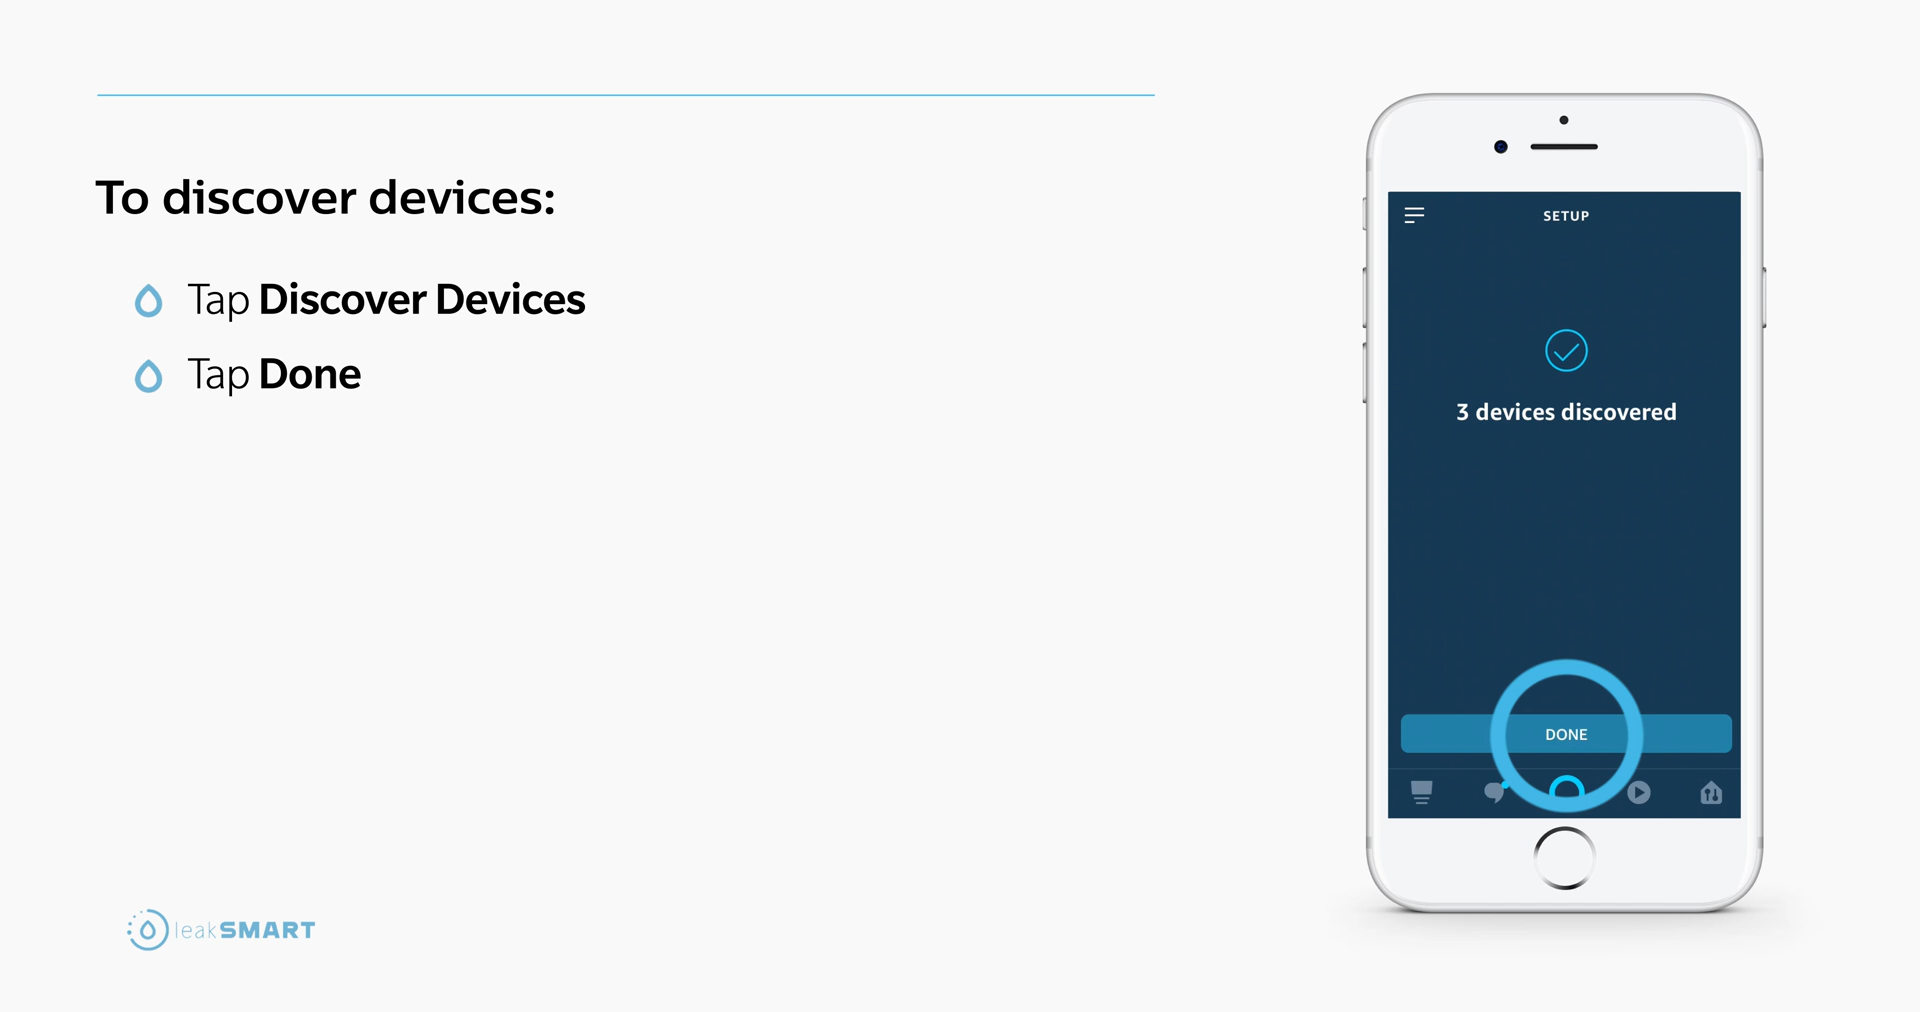 To discover devices:
Tap Discover Devices
Tap Done
SETUP
3 devices discovered
DONE
leakSMART